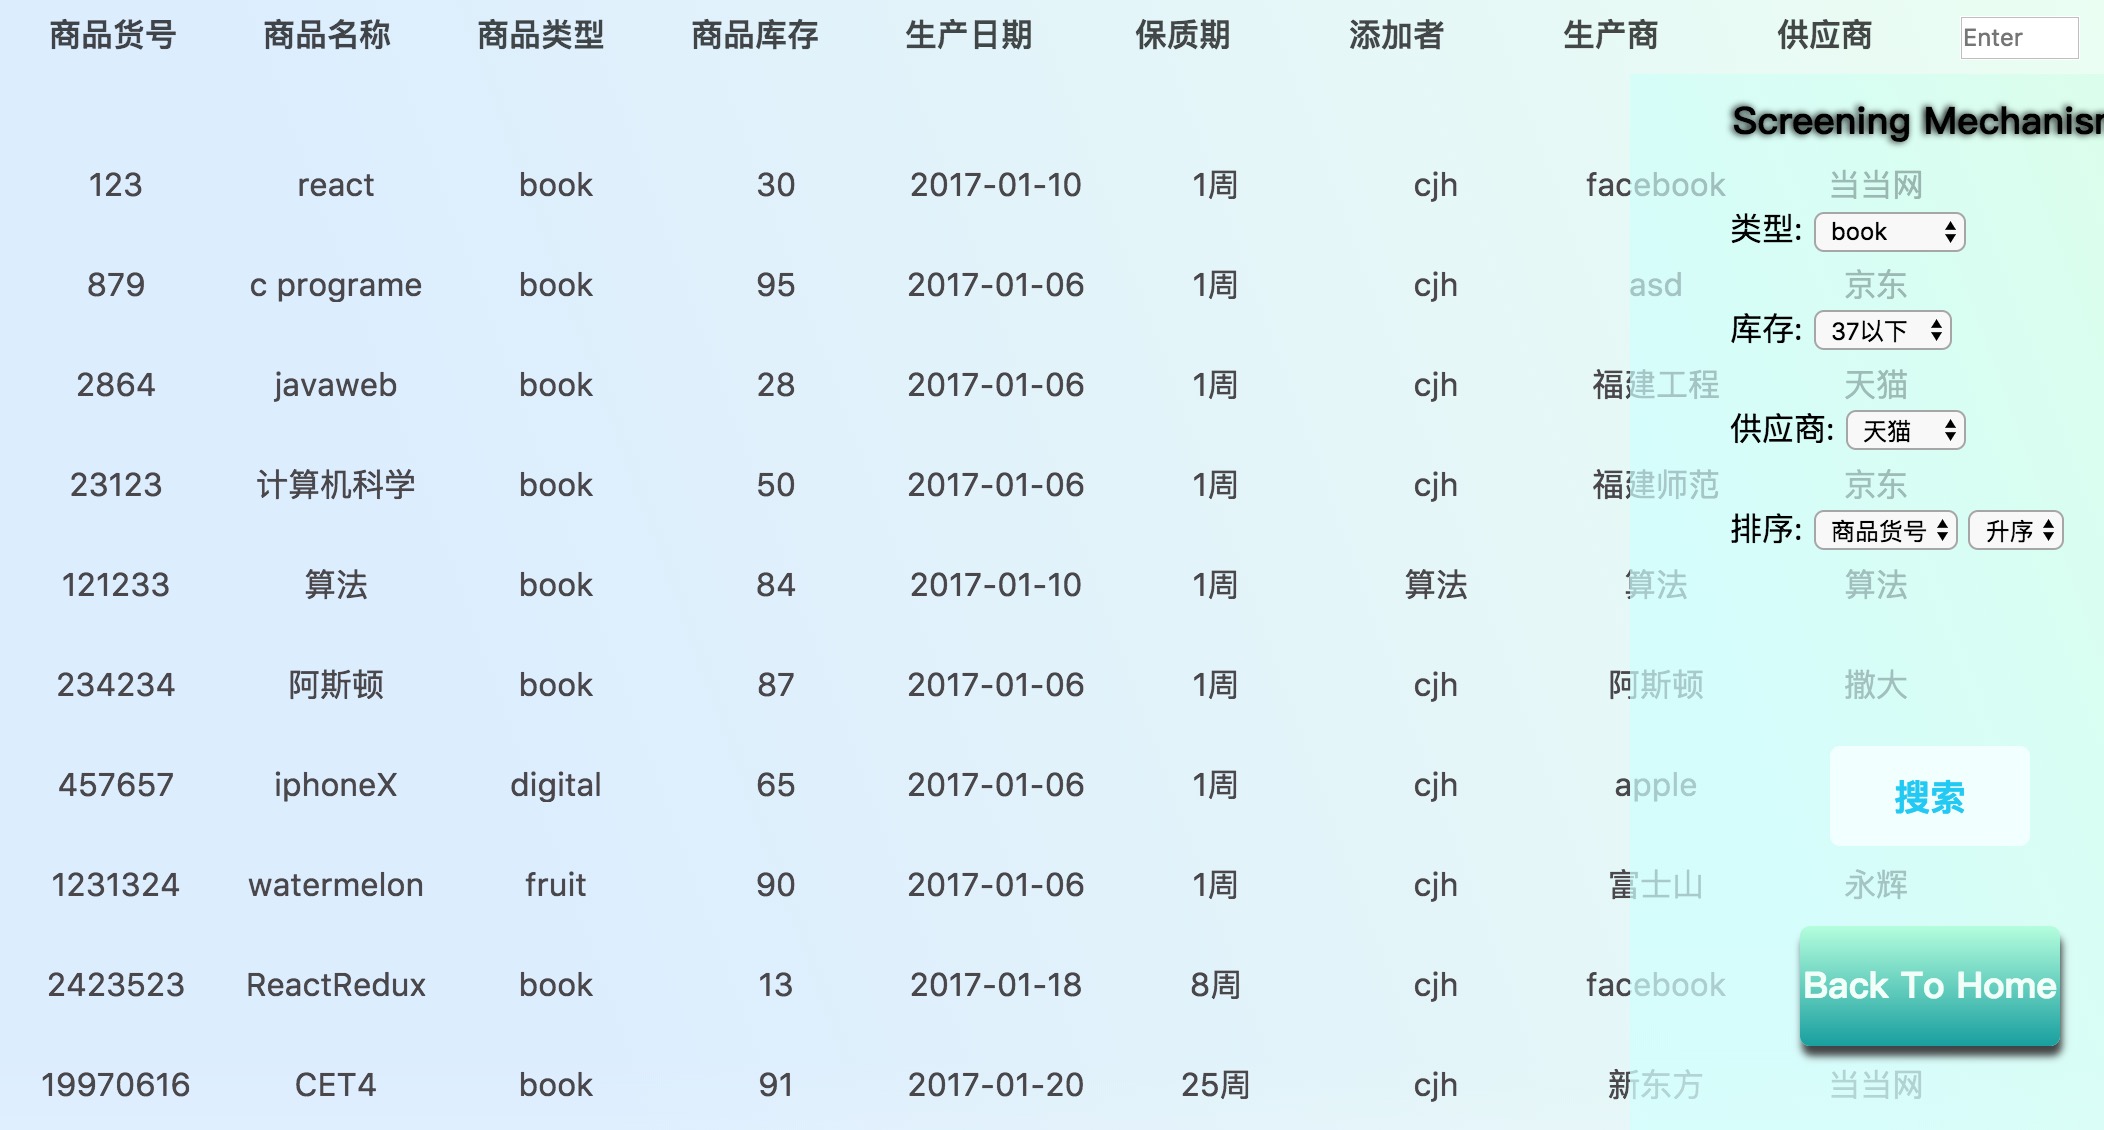 商品货号 商品名称 商品类型 商品库存 生产日期 保质期 添加者 生产商 供应商 Enter
Screening Mechanism
123 react book 30 2017-01-10 1周 cjh facebook 当当网
类型: book
879 c programe book 95 2017-01-06 1周 cjh asd 京东
库存: 37以下
2864 javaweb book 28 2017-01-06 1周 cjh 福建工程 天猫
供应商: 天猫
23123 计算机科学 book 50 2017-01-06 1周 cjh 福建师范 京东
排序: 商品货号 升序
121233 算法 book 84 2017-01-10 1周 算法 算法 算法
234234 阿斯顿 book 87 2017-01-06 1周 cjh 阿斯顿 撒大
457657 iphoneX digital 65 2017-01-06 1周 cjh apple
搜索
1231324 watermelon fruit 90 2017-01-06 1周 cjh 富士山 永辉
2423523 ReactRedux book 13 2017-01-18 8周 cjh facebook
Back To Home
19970616 CET4 book 91 2017-01-20 25周 cjh 新东方 当当网